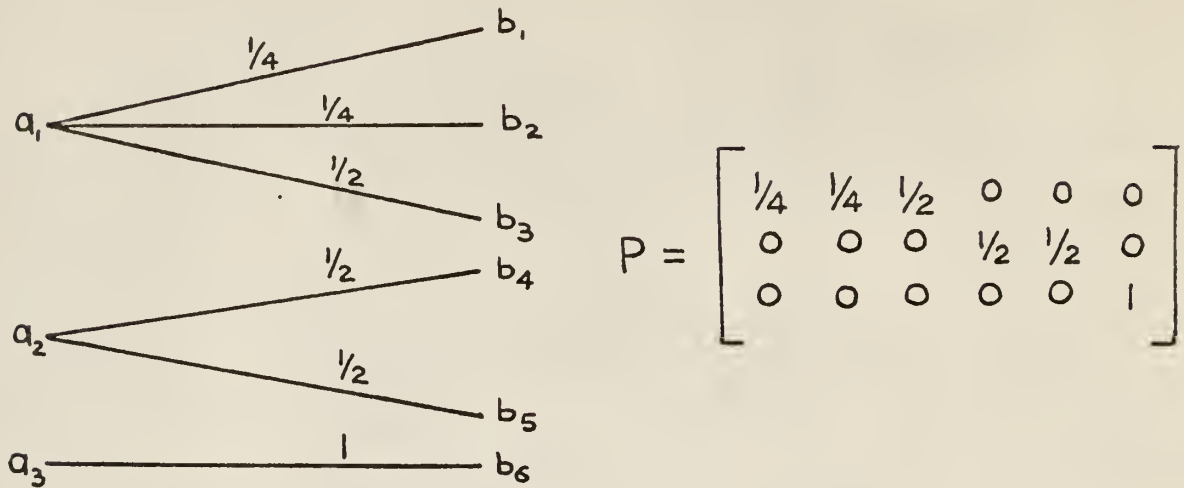 1/4 b1
a1 1/4 b2
1/2 b3
1/2 b4
a2
1/2 b5
a3 1 b6
P =
1/4 1/4 1/2 0 0 0
0 0 0 1/2 1/2 0
0 0 0 0 0 1